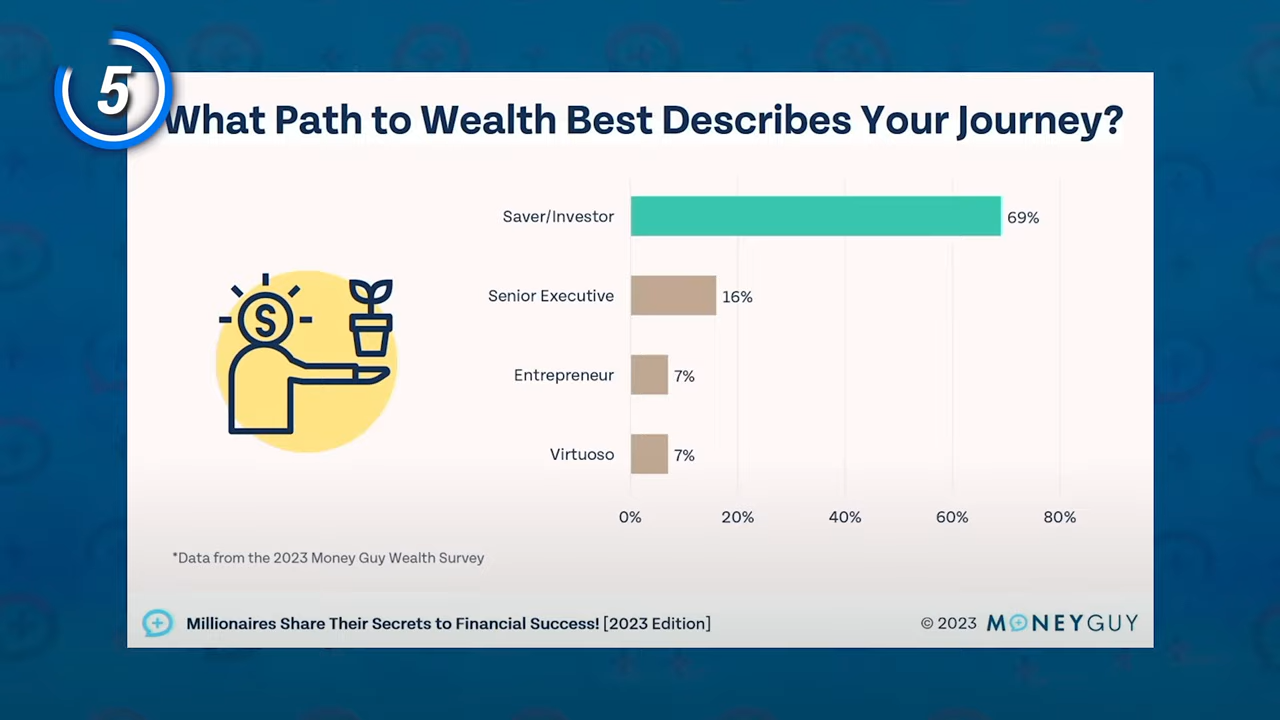 5
What Path to Wealth Best Describes Your Journey?
Saver/Investor 69%
Senior Executive 16%
Entrepreneur 7%
Virtuoso 7%
0% 20% 40% 60% 80%
$
*Data from the 2023 Money Guy Wealth Survey
Millionaires Share Their Secrets to Financial Success! [2023 Edition]
© 2023 MONEYGUY